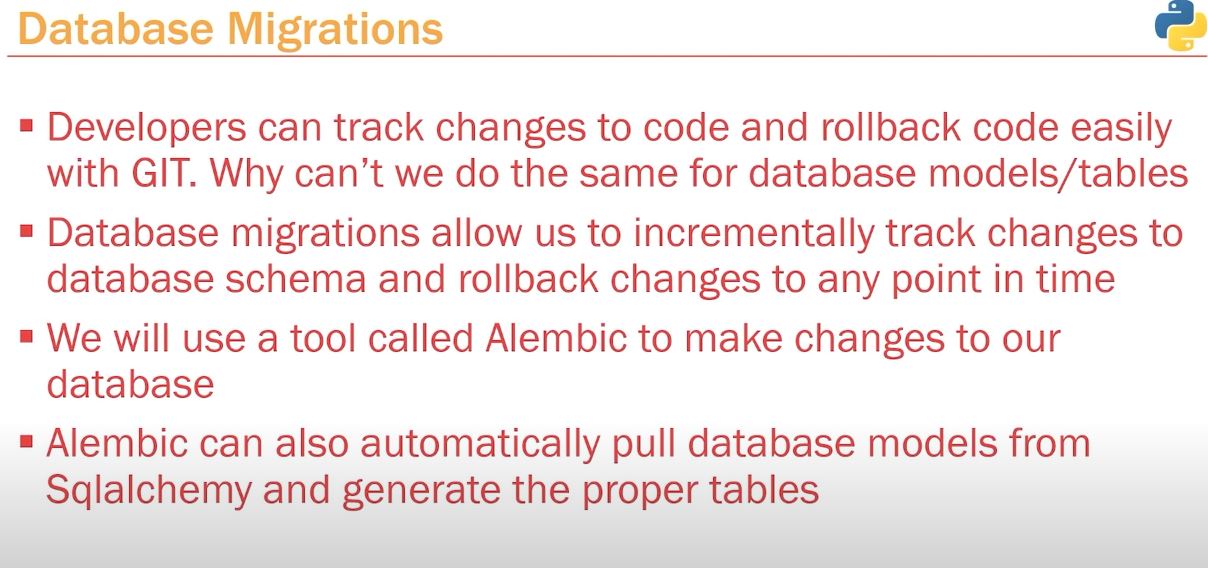 Database Migrations
▪ Developers can track changes to code and rollback code easily
with GIT. Why can't we do the same for database models/tables
▪ Database migrations allow us to incrementally track changes to
database schema and rollback changes to any point in time
▪ We will use a tool called Alembic to make changes to our
database
▪ Alembic can also automatically pull database models from
Sqlalchemy and generate the proper tables